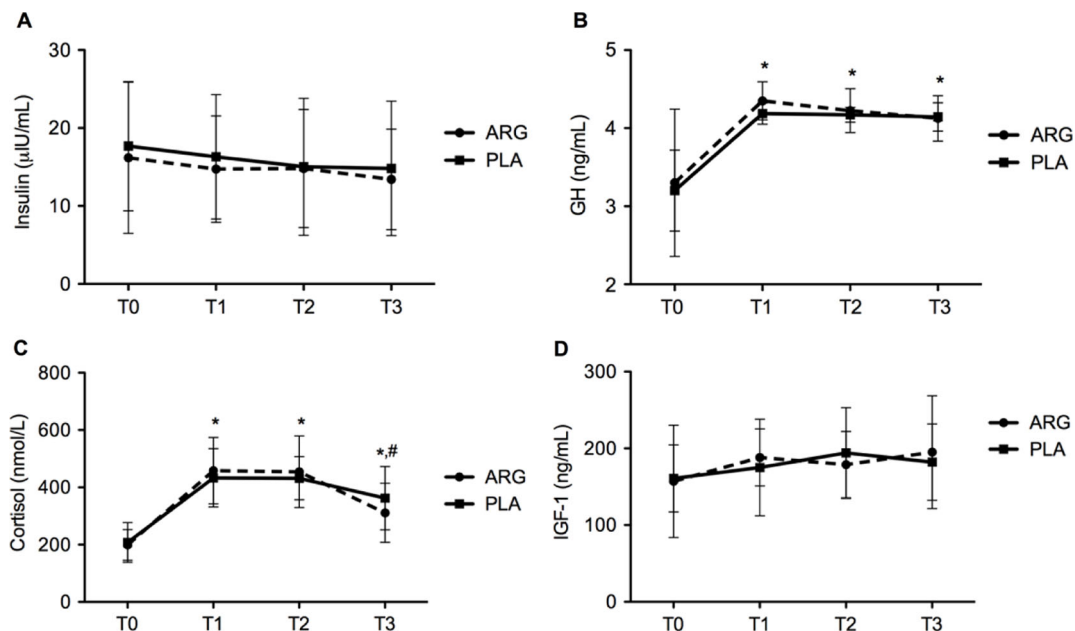 A
Insulin (μIU/mL)
30
20
10
0
T0 T1 T2 T3
ARG
PLA
B
GH (ng/mL)
5
4
3
2
* * *
T0 T1 T2 T3
ARG
PLA
C
Cortisol (nmol/L)
800
600
400
200
0
* * *,#
T0 T1 T2 T3
ARG
PLA
D
IGF-1 (ng/mL)
300
200
100
0
T0 T1 T2 T3
ARG
PLA